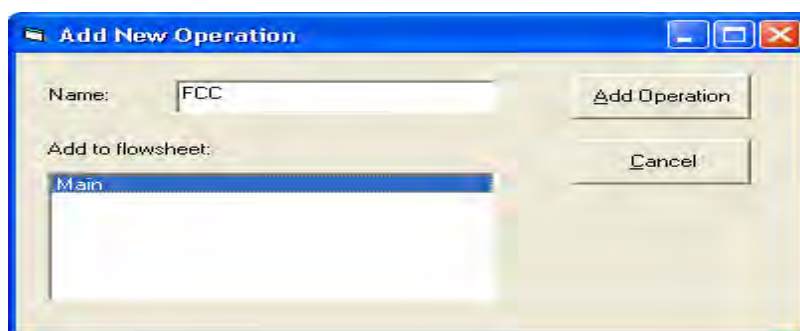 Add New Operation
Name: FCC
Add Operation
Add to flowsheet:
Cancel
Main